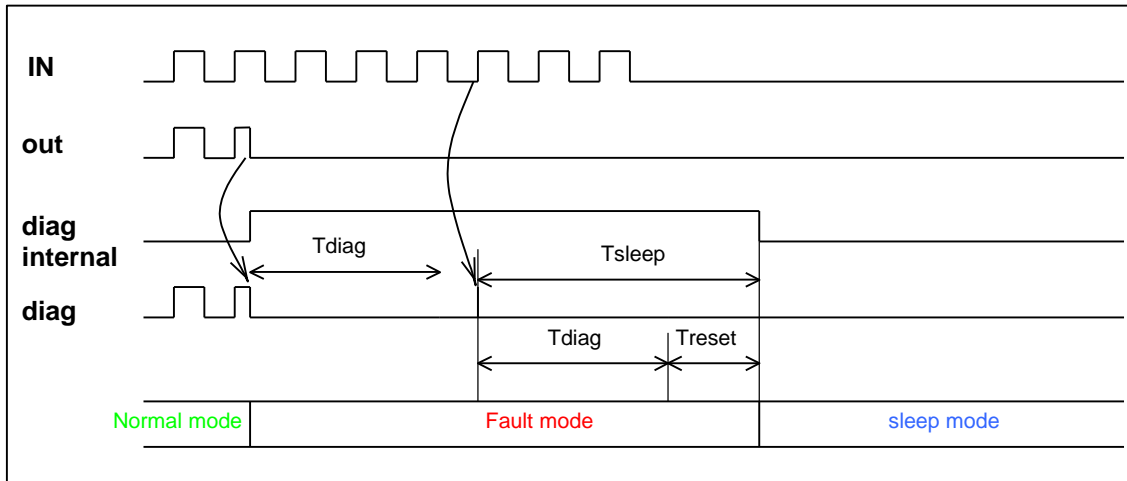 IN
out
diag
internal
Tdiag
Tsleep
diag
Tdiag
Treset
Normal mode
Fault mode
sleep mode